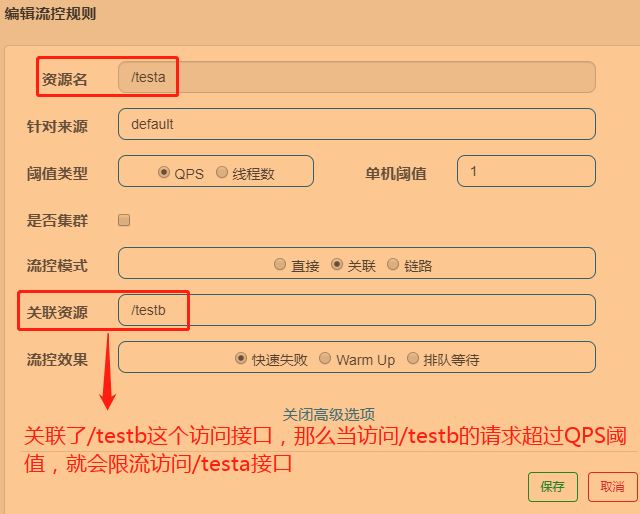 编辑流控规则
资源名 /testa
针对来源 default
阈值类型 QPS 线程数 单机阈值 1
是否集群
流控模式 直接 关联 链路
关联资源 /testb
流控效果 快速失败 Warm Up 排队等待
关闭高级选项
关联了/testb这个访问接口，那么当访问/testb的请求超过QPS阈
值，就会限流访问/testa接口
保存 取消